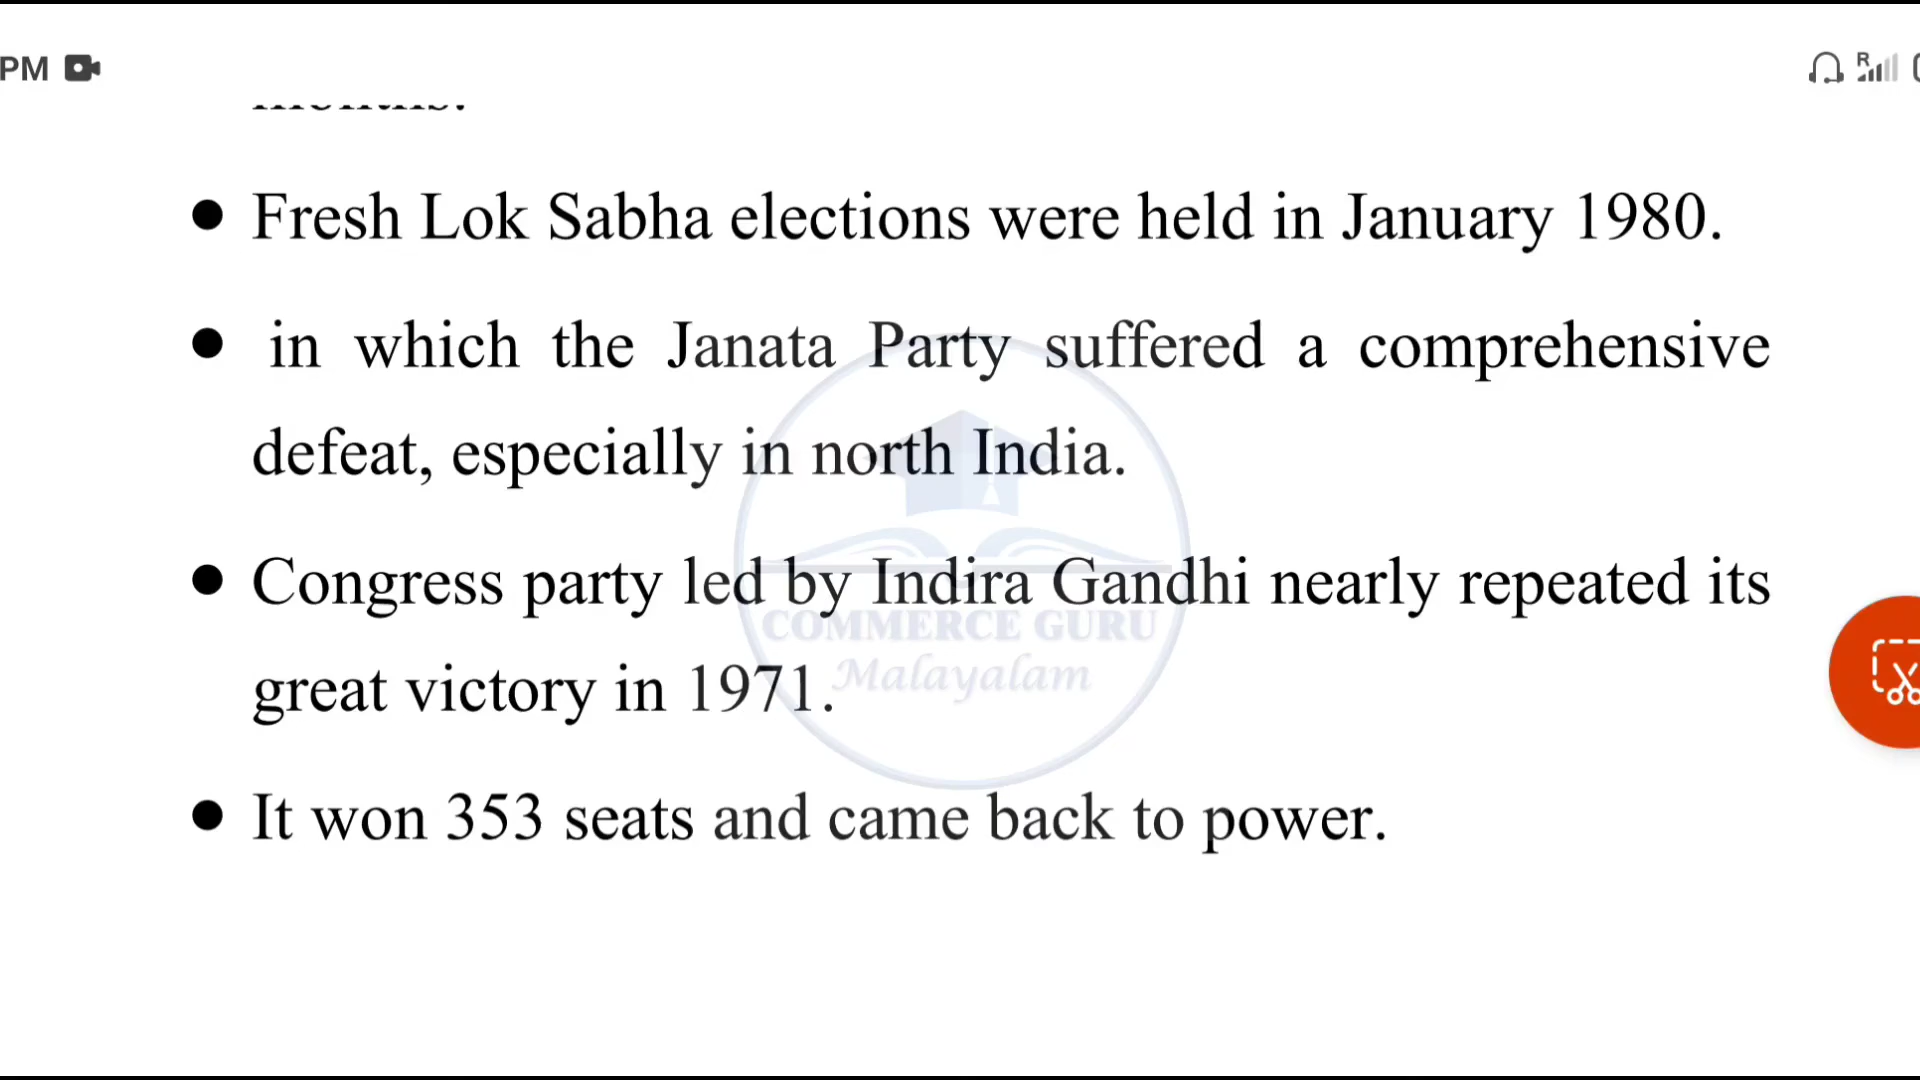 PM
R
• Fresh Lok Sabha elections were held in January 1980.
• in which the Janata Party suffered a comprehensive
defeat, especially in north India.
• Congress party led by Indira Gandhi nearly repeated its
great victory in 1971.
• It won 353 seats and came back to power.
COMMERCE GURU
Malayalam